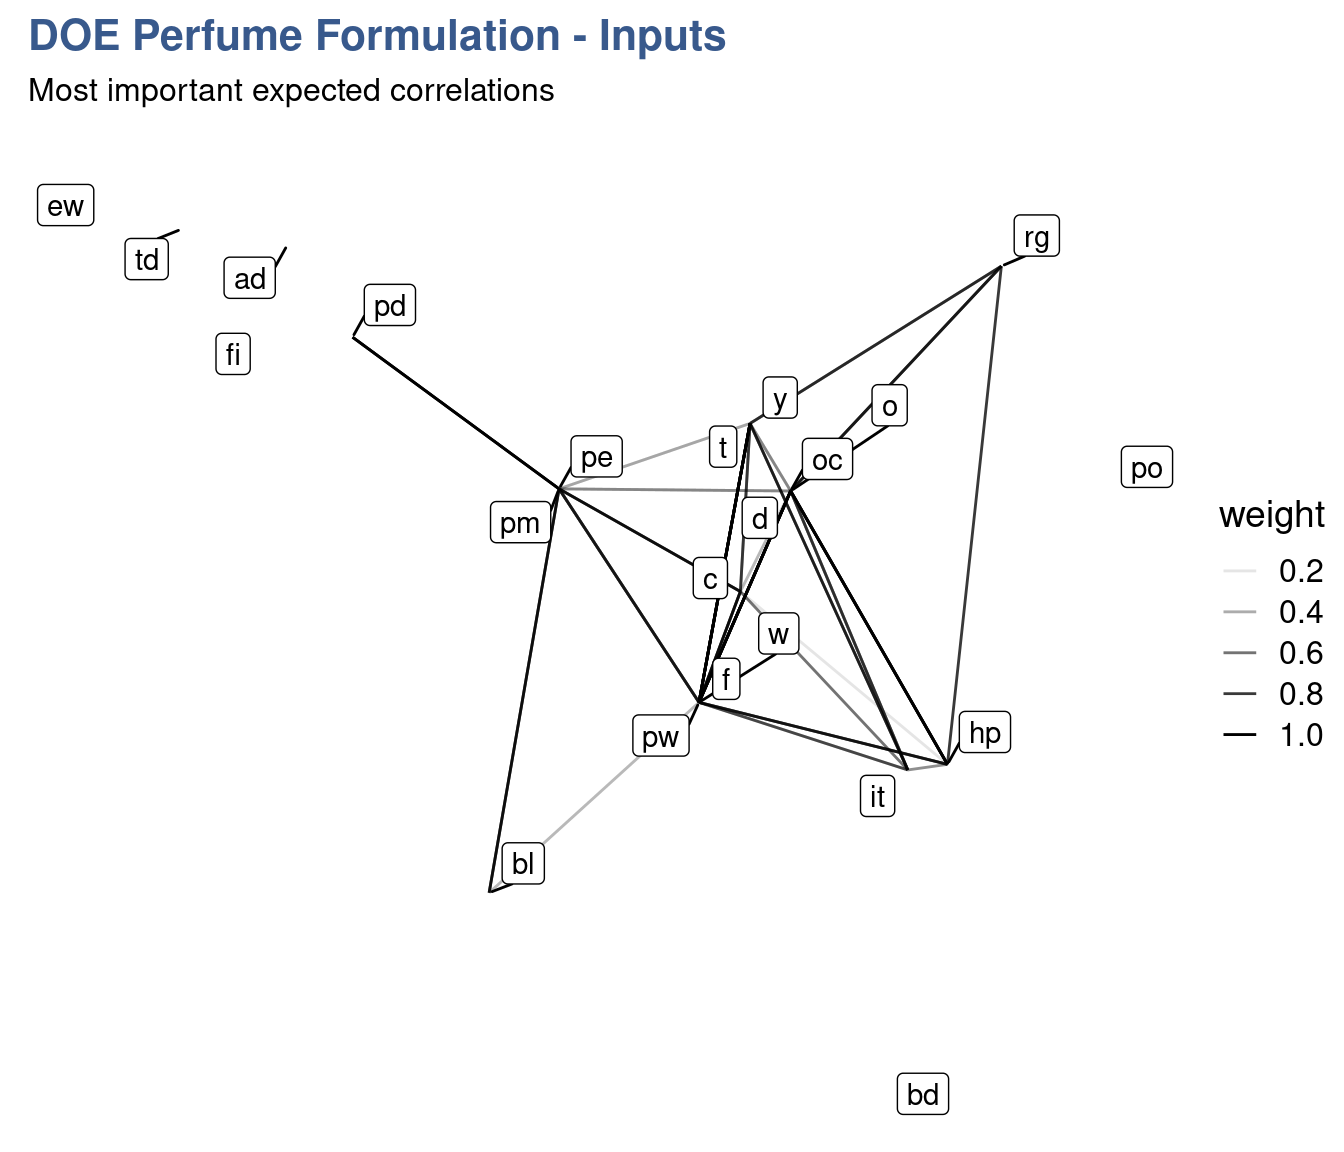 DOE Perfume Formulation - Inputs
Most important expected correlations
ew
td
ad
pd
fi
rg
y
o
t
oc
pe
po
pm
d
c
w
f
pw
hp
it
bl
bd
weight
0.2
0.4
0.6
0.8
1.0